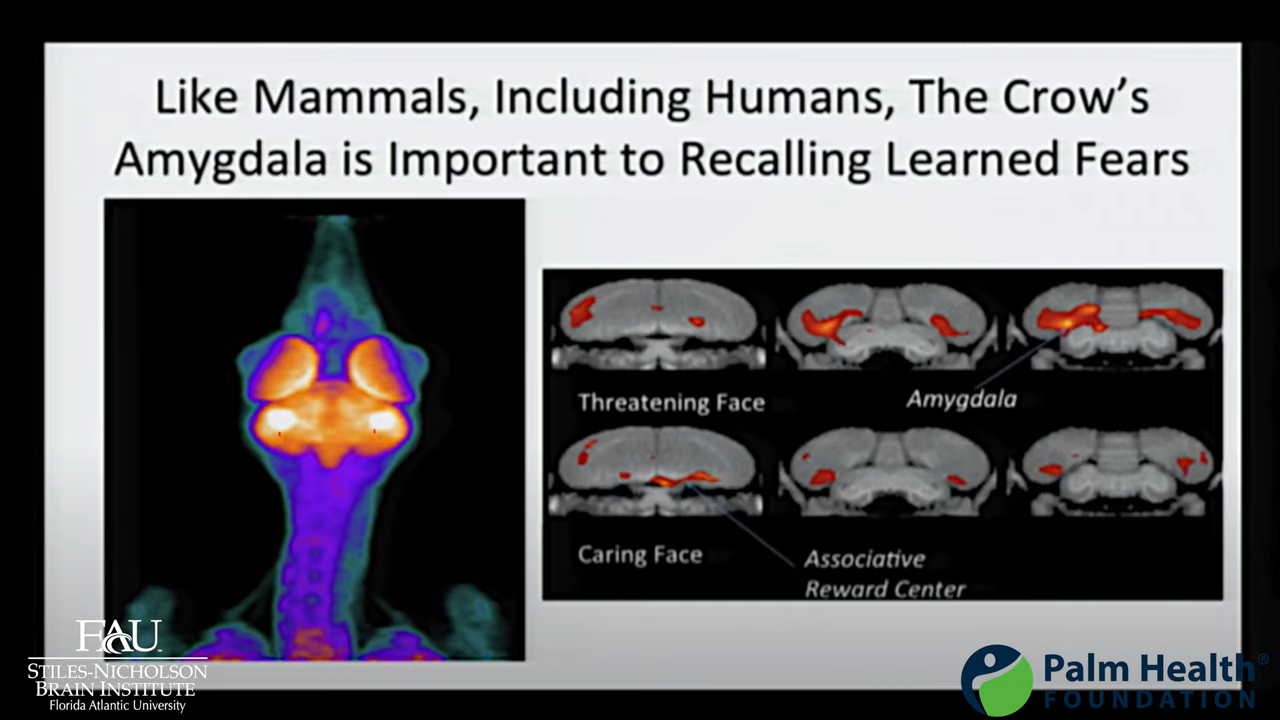 Like Mammals, Including Humans, The Crow's
Amygdala is Important to Recalling Learned Fears
Threatening Face
Amygdala
Caring Face
Associative
Reward Center
FAU
STILES-NICHOLSON
BRAIN INSTITUTE
Florida Atlantic University
Palm Health®
FOUNDATION